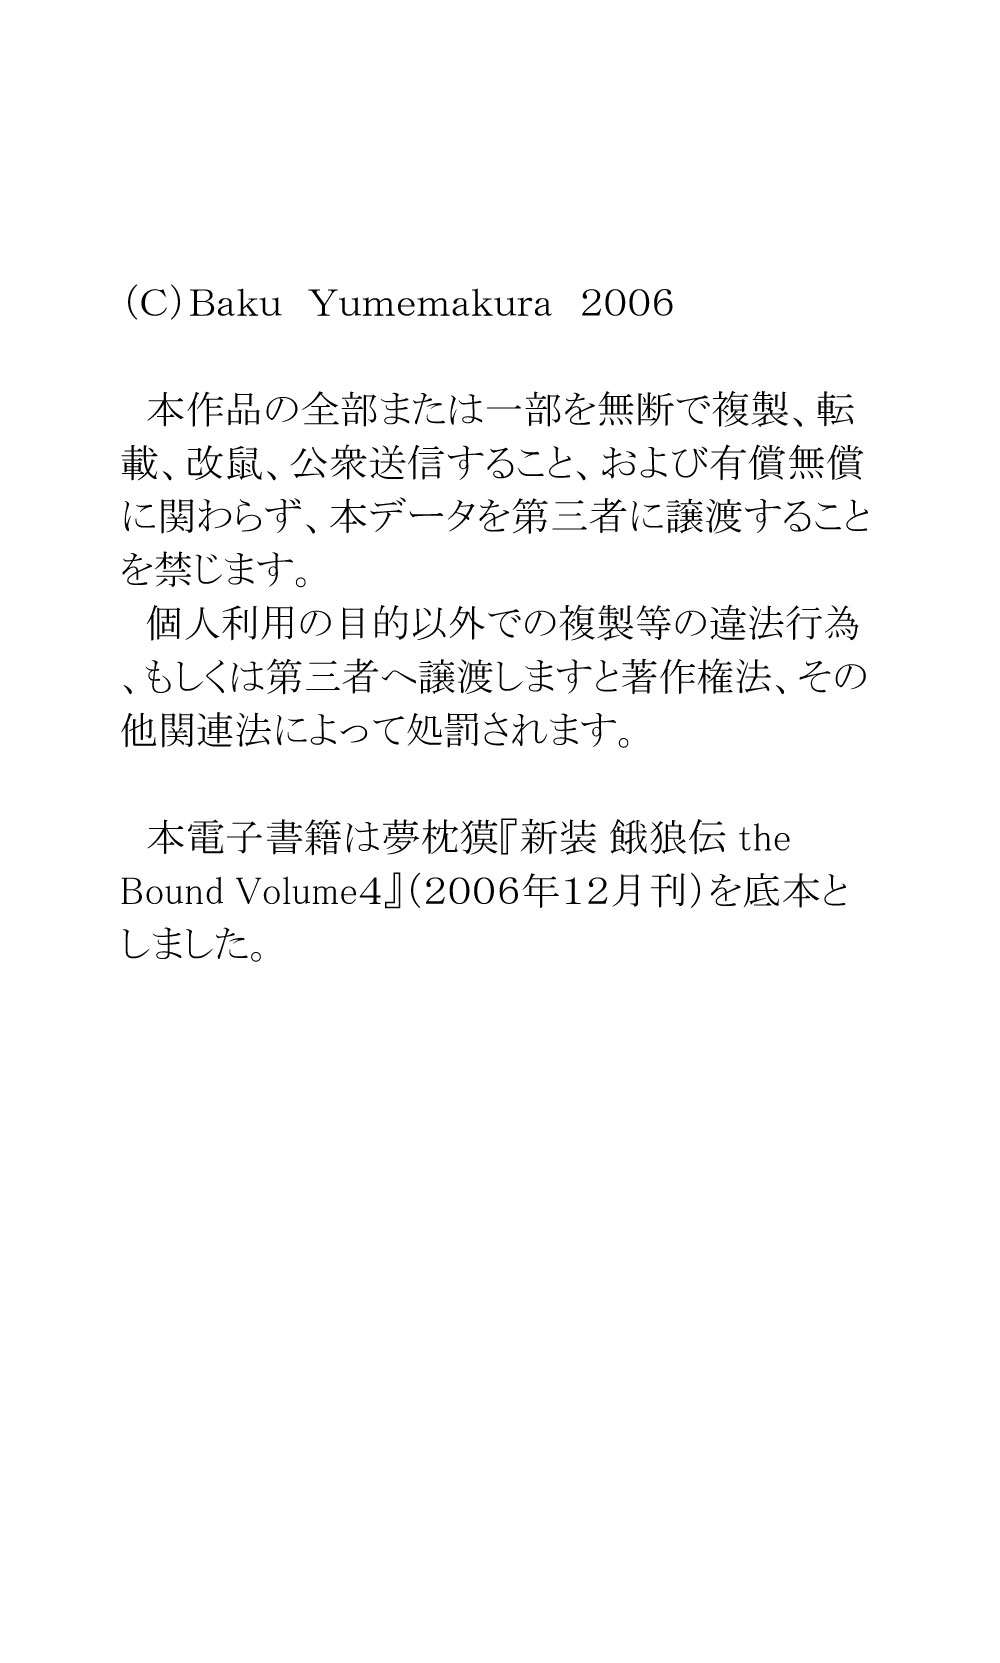 （C）Baku　Yumemakura　2006
本作品の全部または一部を無断で複製、転
載、改鼠、公衆送信すること、および有償無償
に関わらず、本データを第三者に譲渡すること
を禁じます。
個人利用の目的以外での複製等の違法行為
、もしくは第三者へ譲渡しますと著作権法、その
他関連法によって処罰されます。
本電子書籍は夢枕獏『新装 餓狼伝 the
Bound Volume４』（２００６年１２月刊）を底本と
しました。